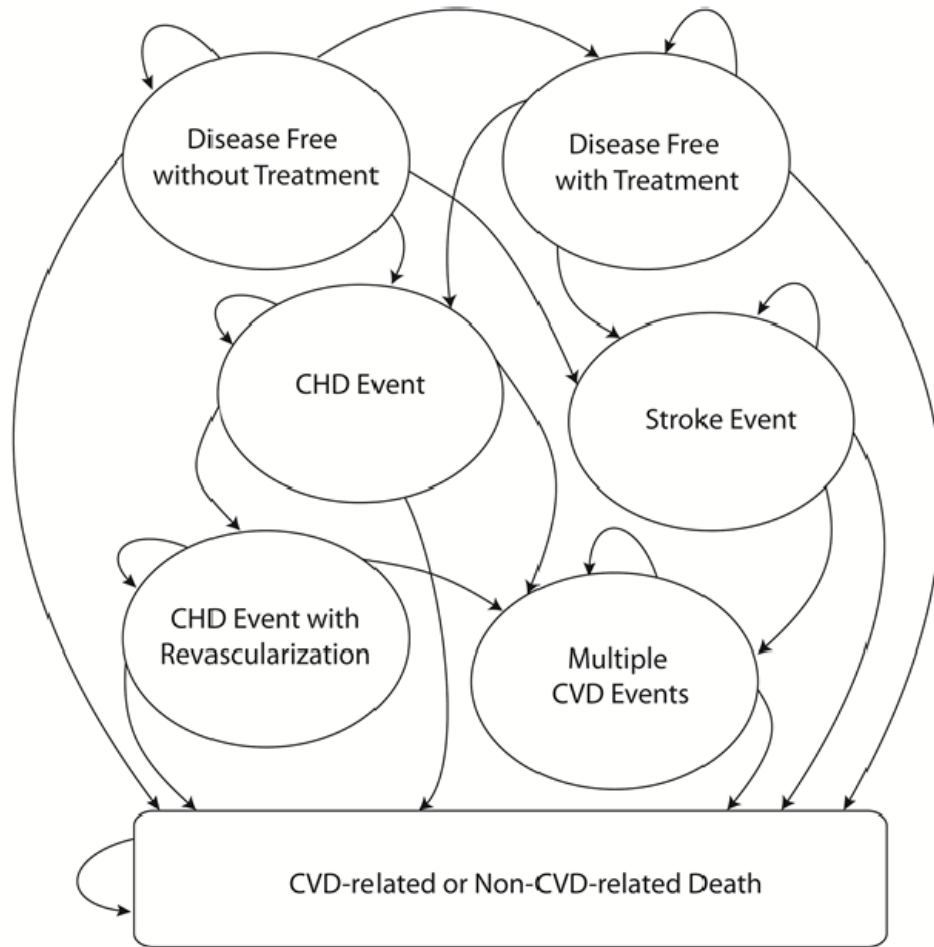 Disease Free
without Treatment
Disease Free
with Treatment
CHD Event
Stroke Event
CHD Event with
Revascularization
Multiple
CVD Events
CVD-related or Non-CVD-related Death